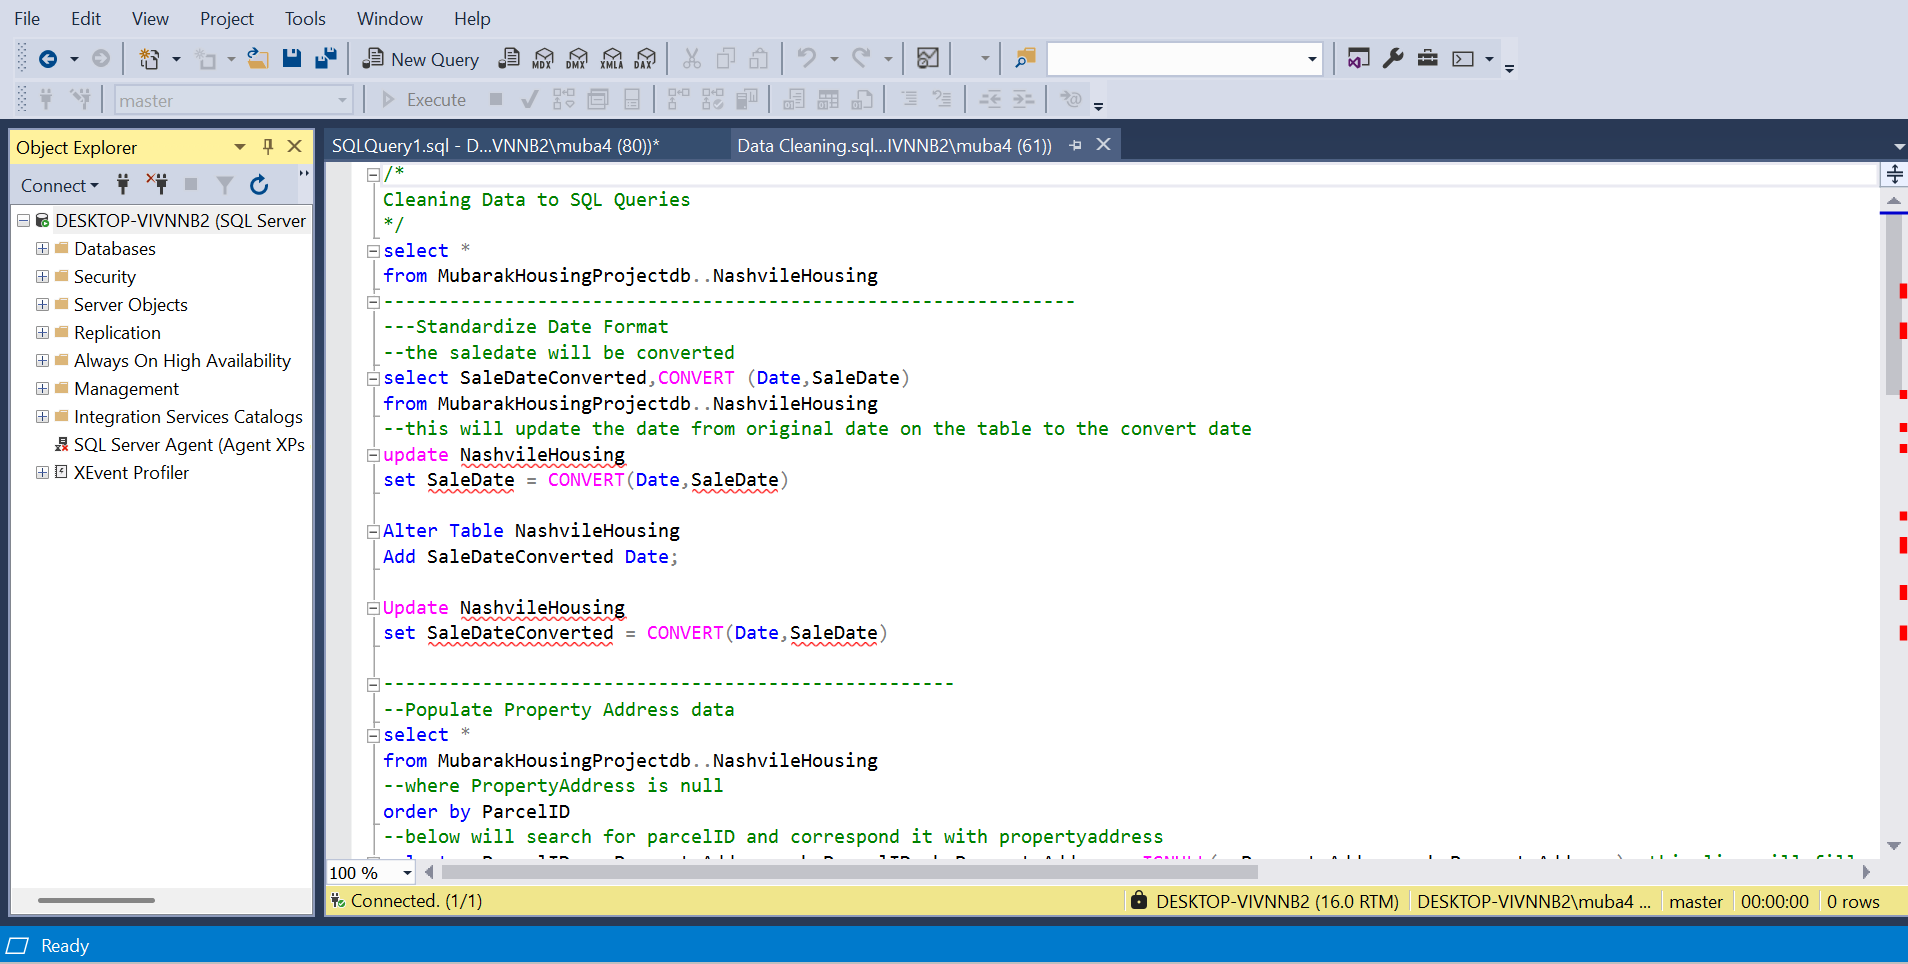 File Edit View Project Tools Window Help
New Query MDX DMX XMLA DAX
master Execute
Object Explorer
SQLQuery1.sql - D...VNNB2\muba4 (80))*
Data Cleaning.sql...IVNNB2\muba4 (61))
Connect
DESKTOP-VIVNNB2 (SQL Server
Databases
Security
Server Objects
Replication
Always On High Availability
Management
Integration Services Catalogs
SQL Server Agent (Agent XPs
XEvent Profiler
/*
Cleaning Data to SQL Queries
*/
select *
from MubarakHousingProjectdb..NashvileHousing
---------------------------------------------------------------
---Standardize Date Format
--the saledate will be converted
select SaleDateConverted,CONVERT (Date,SaleDate)
from MubarakHousingProjectdb..NashvileHousing
--this will update the date from original date on the table to the convert date
update NashvileHousing
set SaleDate = CONVERT(Date,SaleDate)
Alter Table NashvileHousing
Add SaleDateConverted Date;
Update NashvileHousing
set SaleDateConverted = CONVERT(Date,SaleDate)
----------------------------------------------------
--Populate Property Address data
select *
from MubarakHousingProjectdb..NashvileHousing
--where PropertyAddress is null
order by ParcelID
--below will search for parcelID and correspond it with propertyaddress
100 %
Connected. (1/1)
DESKTOP-VIVNNB2 (16.0 RTM)
DESKTOP-VIVNNB2\muba4 ...
master
00:00:00
0 rows
Ready